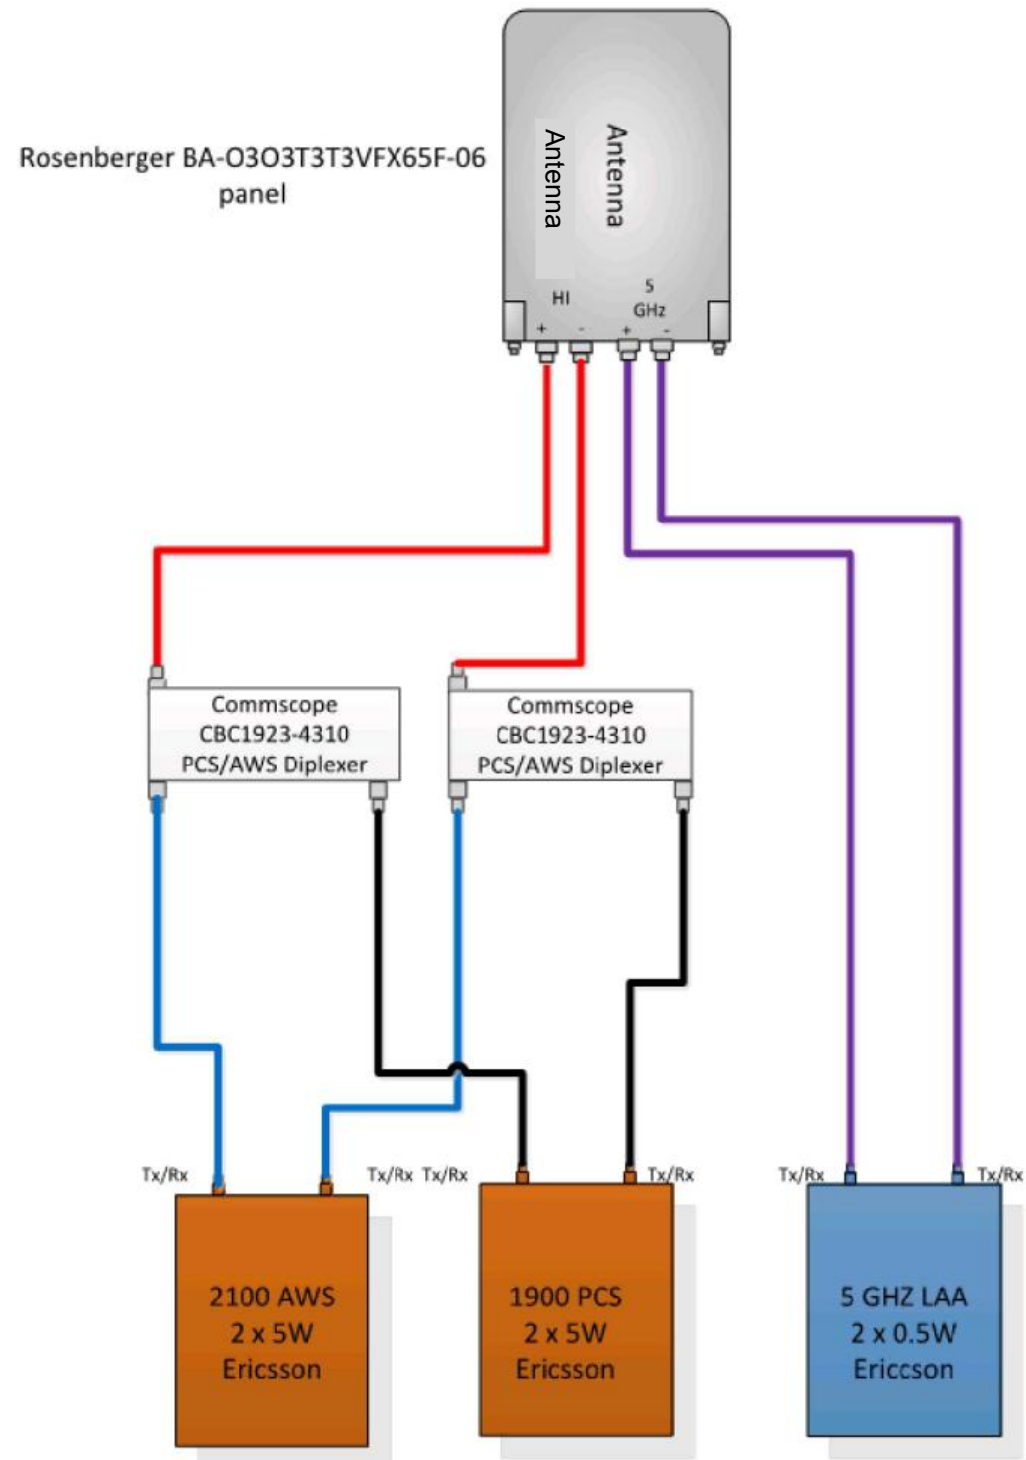 Rosenberger BA-O3O3T3T3VFX65F-06
panel
Antenna
Antenna
HI
5
GHz
+ - + -
Commscope
CBC1923-4310
PCS/AWS Diplexer
Commscope
CBC1923-4310
PCS/AWS Diplexer
Tx/Rx
Tx/Rx
Tx/Rx
Tx/Rx
Tx/Rx
Tx/Rx
2100 AWS
2 x 5W
Ericsson
1900 PCS
2 x 5W
Ericsson
5 GHZ LAA
2 x 0.5W
Ericcson